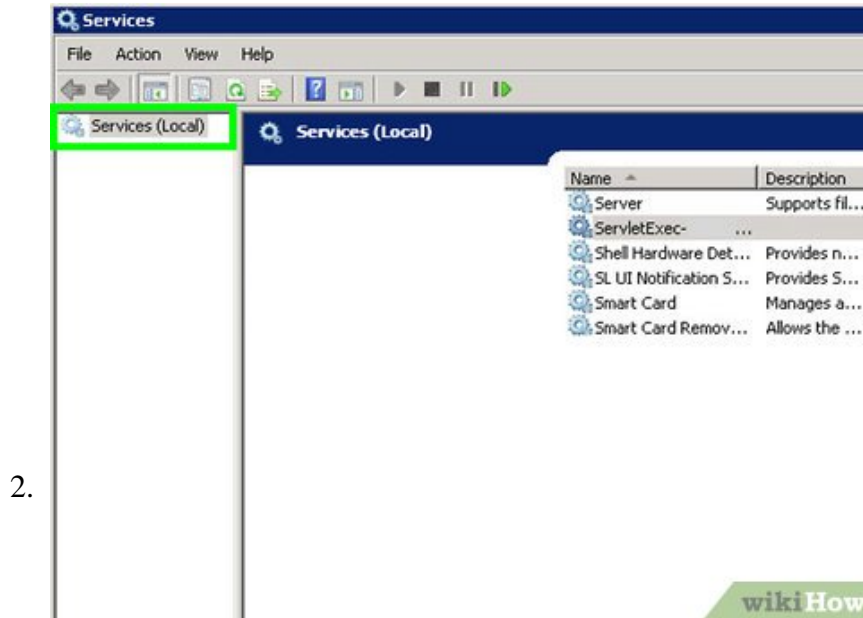 Services
File Action View Help
Services (Local)
Services (Local)
Name Description
Server Supports fil...
ServletExec- ...
Shell Hardware Det... Provides n...
SL UI Notification S... Provides S...
Smart Card Manages a...
Smart Card Remov... Allows the ...
2.
wikiHow